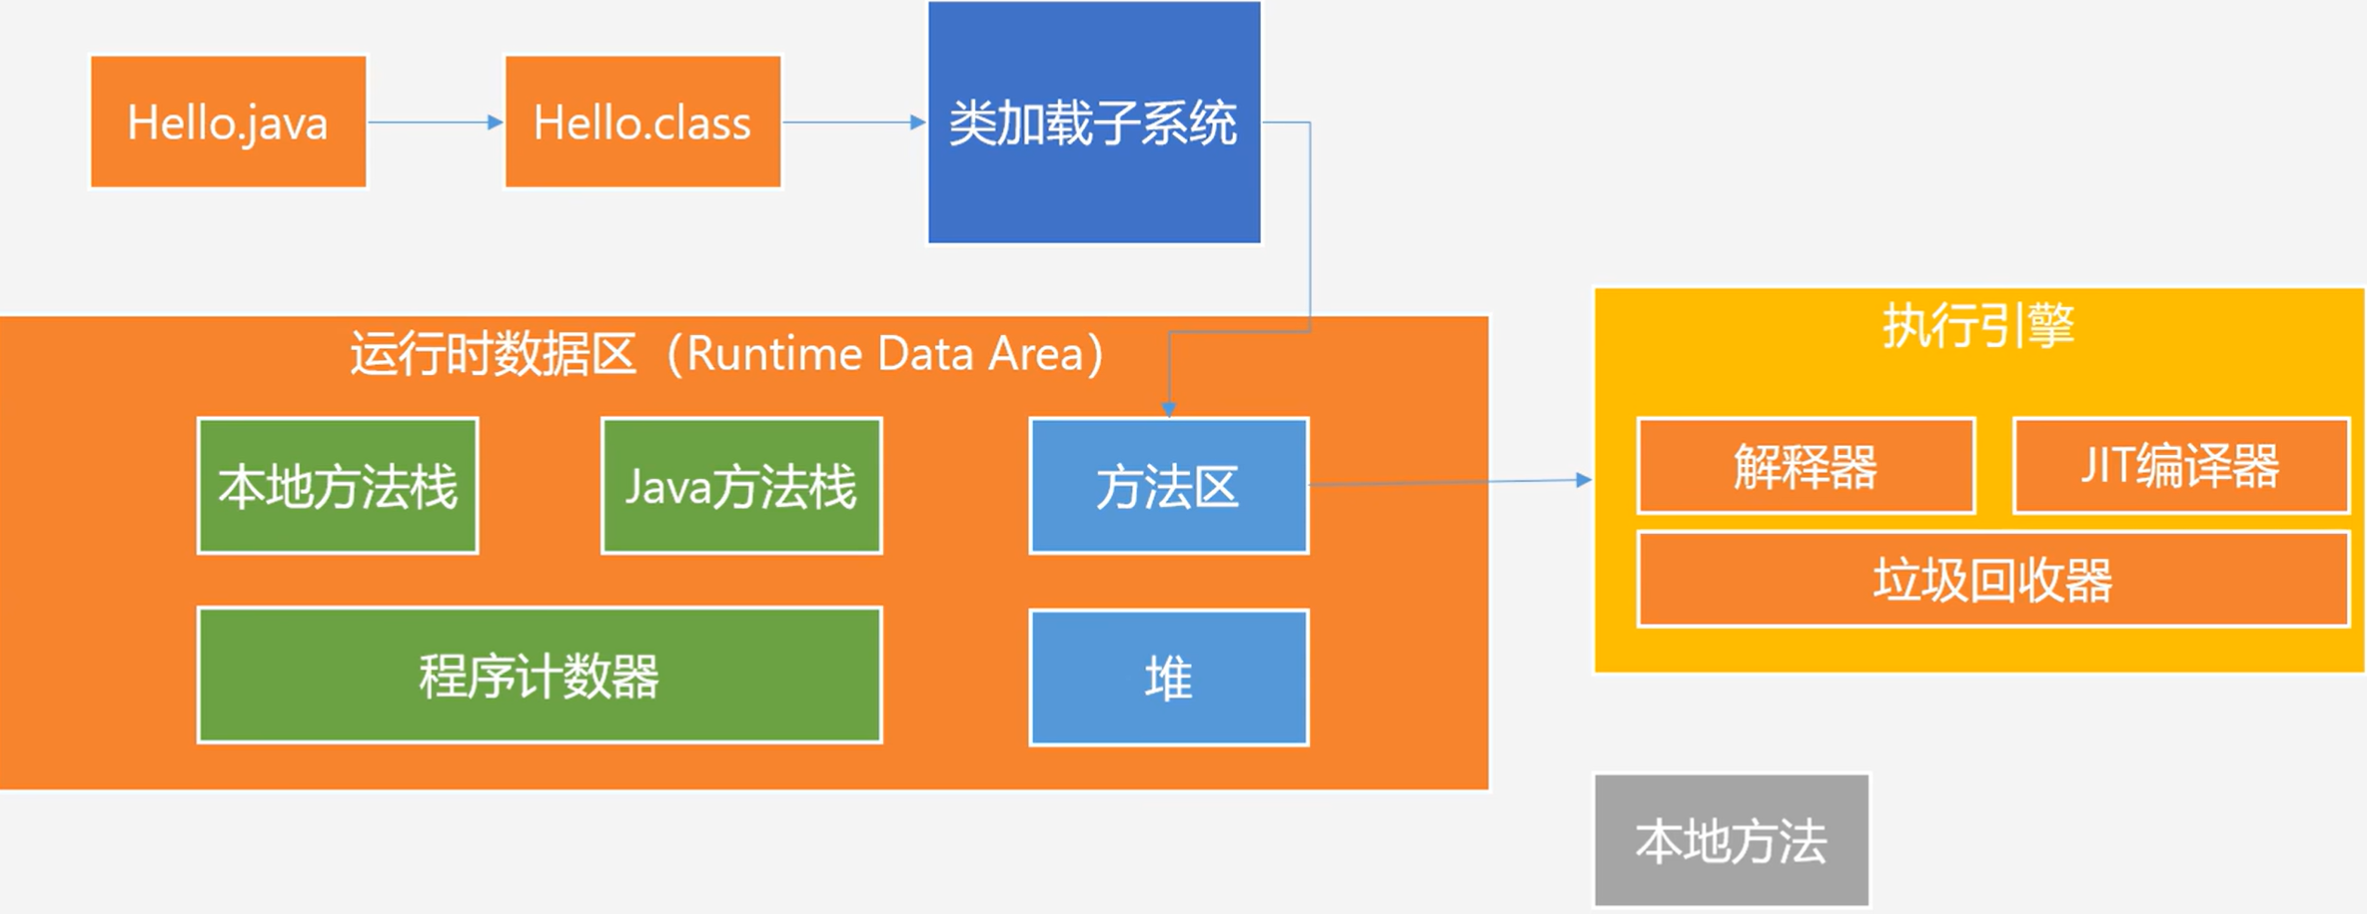 Hello.java
Hello.class
类加载子系统
运行时数据区（Runtime Data Area）
本地方法栈
Java方法栈
方法区
程序计数器
堆
执行引擎
解释器
JIT编译器
垃圾回收器
本地方法